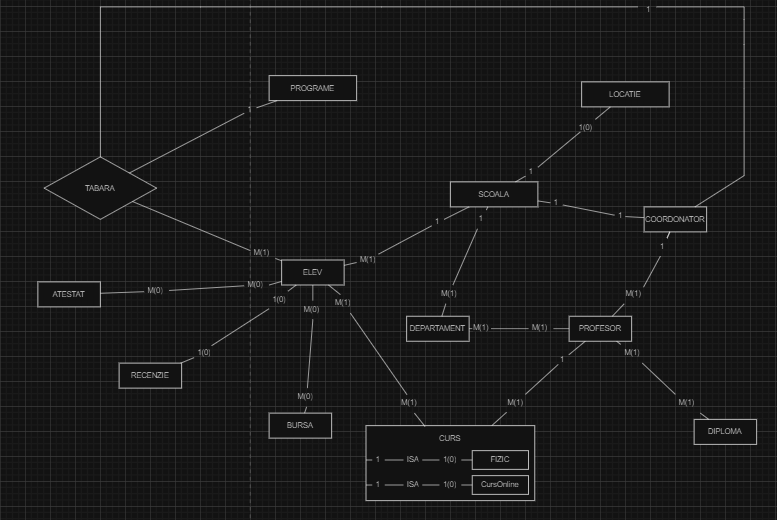 1
PROGRAME
1
LOCATIE
1(0)
1
TABARA
SCOALA
1
1
COORDONATOR
1
1
1
M(1)
M(1)
ELEV
M(0)
M(0)
ATESTAT
1(0)
M(0)
M(1)
M(1)
M(1)
DEPARTAMENT
M(1)
M(1)
PROFESOR
1(0)
1
M(1)
RECENZIE
M(0)
M(1)
M(1)
M(1)
BURSA
DIPLOMA
CURS
1
ISA
1(0)
FIZIC
1
ISA
1(0)
CursOnline